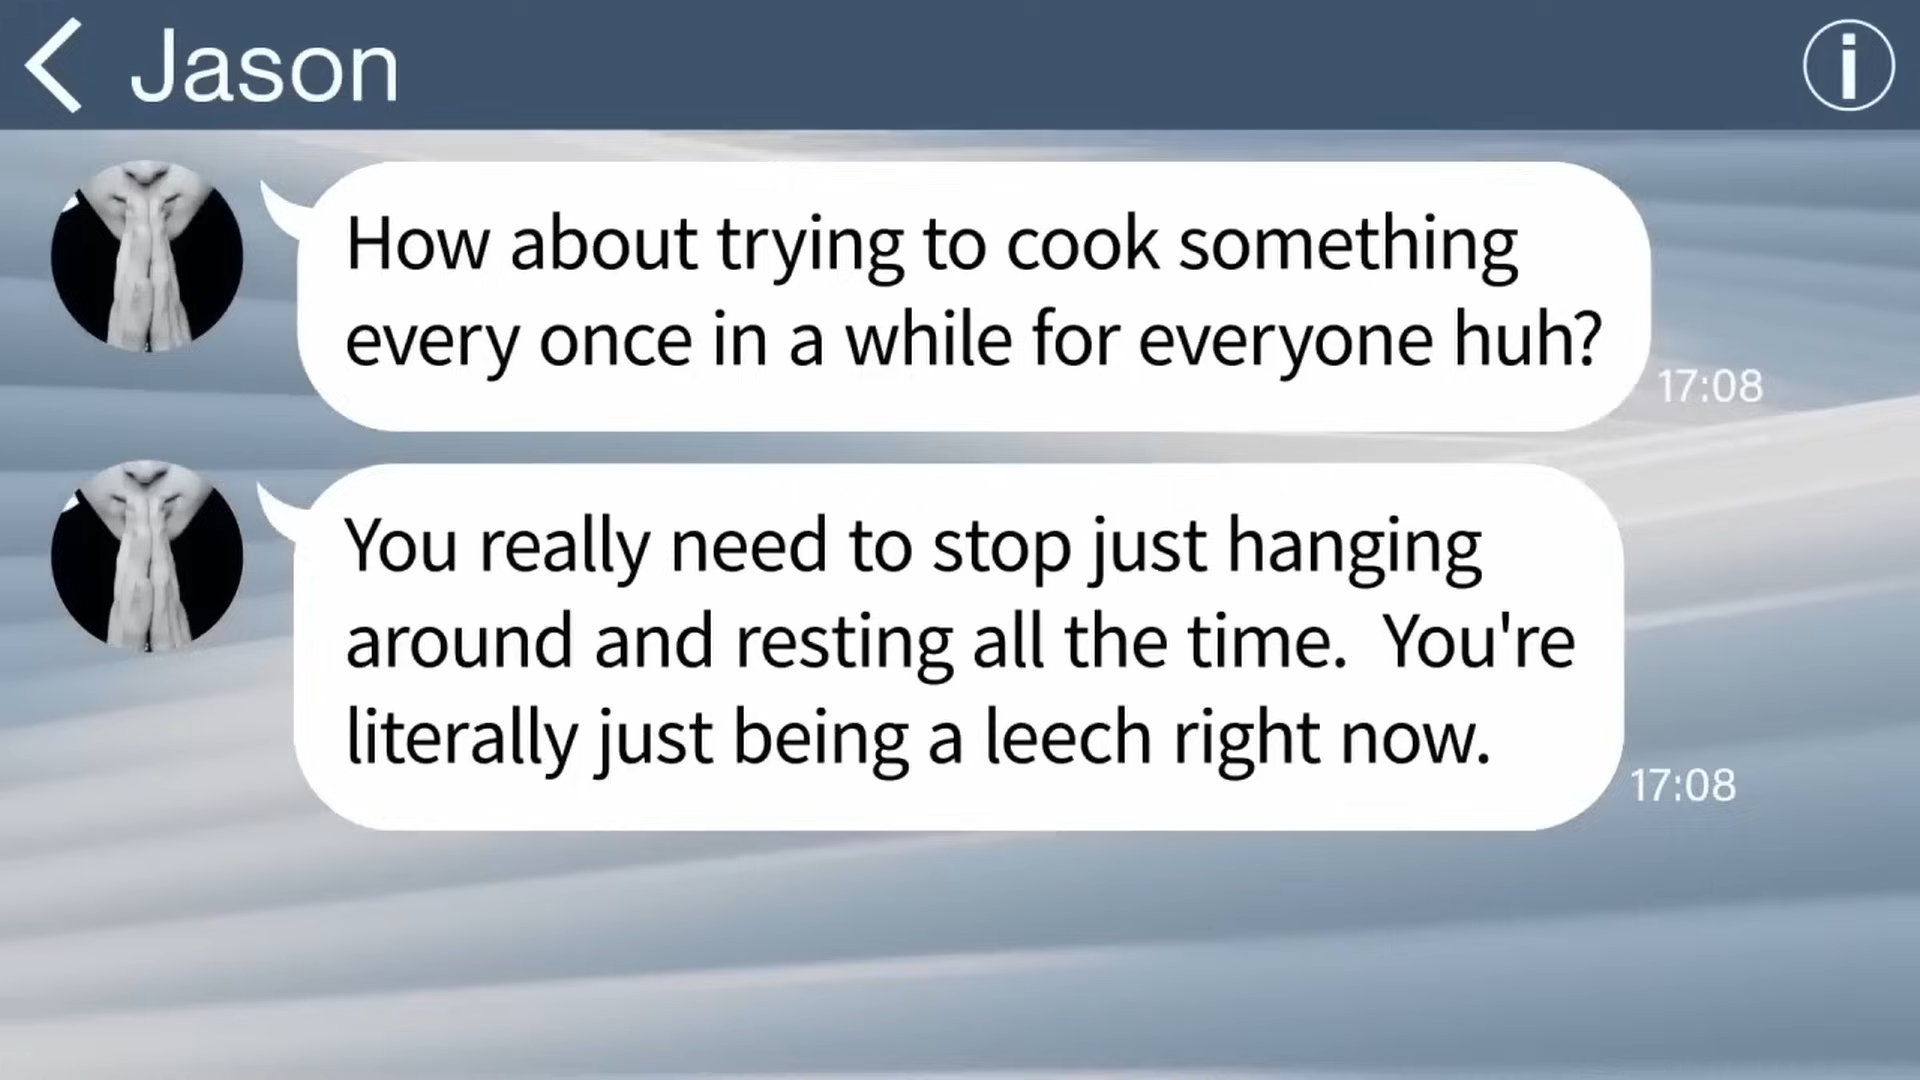 Jason
How about trying to cook something
every once in a while for everyone huh?
17:08
You really need to stop just hanging
around and resting all the time.  You're
literally just being a leech right now.
17:08